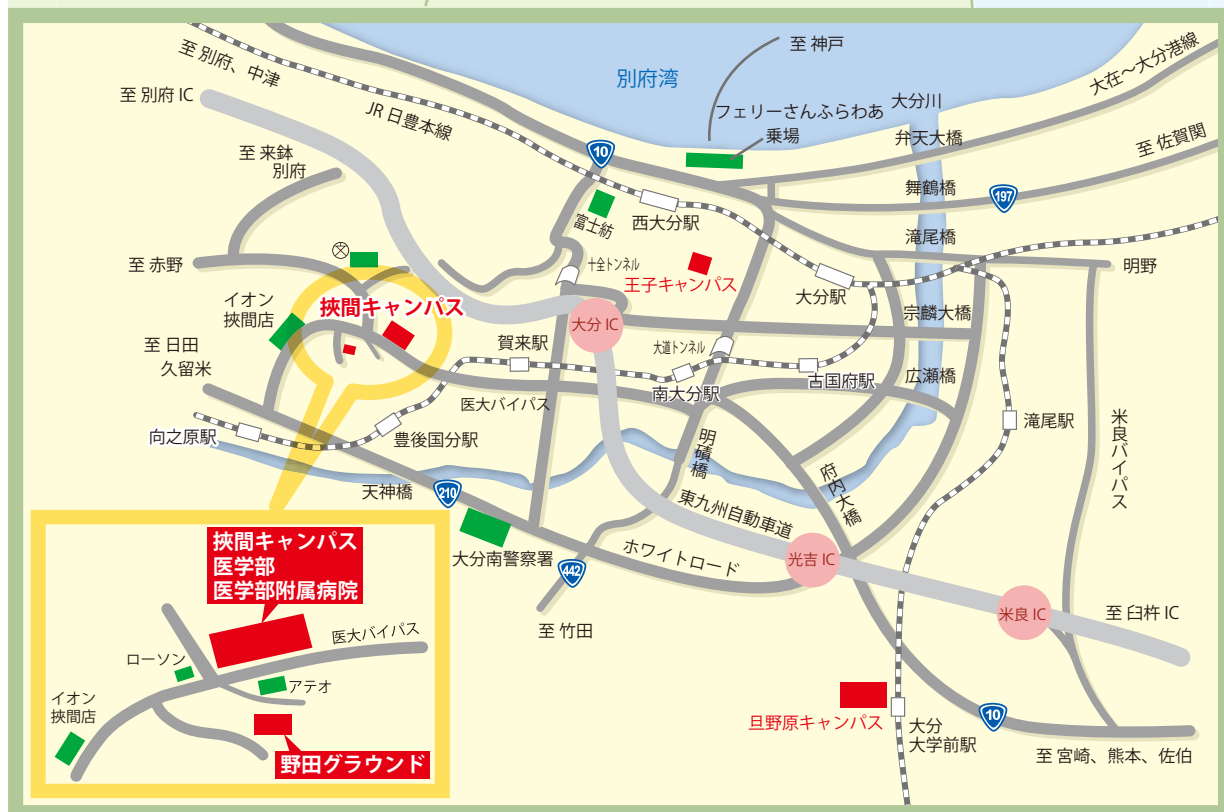 至 神戸
至 別府、中津
別府湾
大在～大分港線
至 別府 IC
JR 日豊本線
フェリーさんふらわあ
乗場
大分川
弁天大橋
至 佐賀関
至 来鉢
別府
10
舞鶴橋
197
富士紡
西大分駅
滝尾橋
至 赤野
十全トンネル
王子キャンパス
大分駅
明野
イオン
挾間店
挾間キャンパス
大分 IC
宗麟大橋
至 日田
久留米
賀来駅
大道トンネル
南大分駅
古国府駅
広瀬橋
医大バイパス
向之原駅
豊後国分駅
明磧橋
滝尾駅
米良バイパス
天神橋
210
府内大橋
東九州自動車道
大分南警察署
ホワイトロード
442
光吉 IC
米良 IC
至 臼杵 IC
至 竹田
旦野原キャンパス
大分
大学前駅
10
至 宮崎、熊本、佐伯
挾間キャンパス
医学部
医学部附属病院
医大バイパス
ローソン
アテオ
イオン
挾間店
野田グラウンド